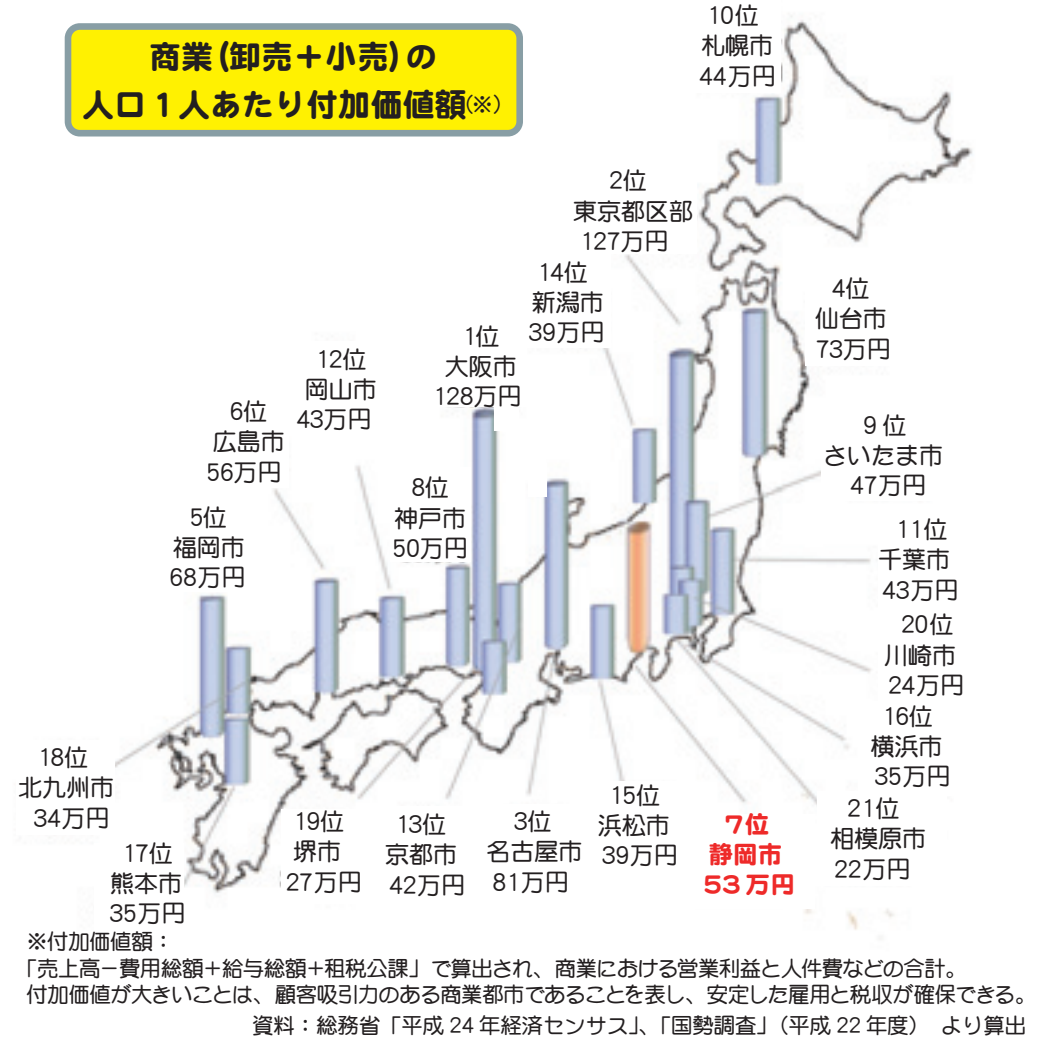 商業(卸売＋小売)の
人口１人あたり付加価値額(※)
10位
札幌市
44万円
2位
東京都区部
127万円
14位
新潟市
39万円
4位
仙台市
73万円
1位
大阪市
128万円
12位
岡山市
43万円
6位
広島市
56万円
9位
さいたま市
47万円
8位
神戸市
50万円
5位
福岡市
68万円
11位
千葉市
43万円
20位
川崎市
24万円
16位
横浜市
35万円
18位
北九州市
34万円
21位
相模原市
22万円
15位
浜松市
39万円
7位
静岡市
53万円
3位
名古屋市
81万円
13位
京都市
42万円
19位
堺市
27万円
17位
熊本市
35万円
※付加価値額：
「売上高－費用総額＋給与総額＋租税公課」で算出され、商業における営業利益と人件費などの合計。
付加価値が大きいことは、顧客吸引力のある商業都市であることを表し、安定した雇用と税収が確保できる。
資料：総務省「平成24年経済センサス」、「国勢調査」（平成22年度） より算出